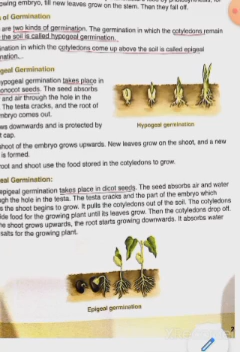 owing embryo, till new leaves grow on the stem. Then they fall off.
of Germination
are two kinds of germination. The germination in which the cotyledons remain
the soil is called hypogeal germination.
ination in which the cotyledons come up above the soil is called epigeal
nation.
geal Germination
ypogeal germination takes place in
onocot seeds. The seed absorbs
and air through the hole in the
The testa cracks, and the root of
mbryo comes out.
ws downwards and is protected by
t cap.
Hypogeal germination
shoot of the embryo grows upwards. New leaves grow on the shoot, and a new
is formed.
root and shoot use the food stored in the cotyledons to grow.
eal Germination:
epigeal germination takes place in dicot seeds. The seed absorbs air and water
ugh the hole in the testa. The testa cracks and the part of the embryo which
s the shoot begins to grow. It pulls the cotyledons out of the soil. The cotyledons
ide food for the growing plant until its leaves grow. Then the cotyledons drop off.
he shoot grows upwards, the root starts growing downwards. It absorbs water
salts for the growing plant.
Epigeal germination
7